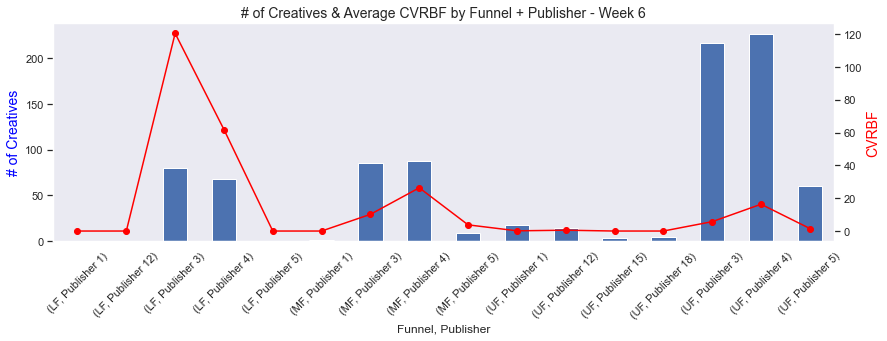 # of Creatives & Average CVRBF by Funnel + Publisher - Week 6
# of Creatives
200
150
100
50
0
CVRBF
120
100
80
60
40
20
0
(LF, Publisher 1)
(LF, Publisher 12)
(LF, Publisher 3)
(LF, Publisher 4)
(LF, Publisher 5)
(MF, Publisher 1)
(MF, Publisher 3)
(MF, Publisher 4)
(MF, Publisher 5)
(UF, Publisher 1)
(UF, Publisher 12)
(UF, Publisher 15)
(UF, Publisher 18)
(UF, Publisher 3)
(UF, Publisher 4)
(UF, Publisher 5)
Funnel, Publisher